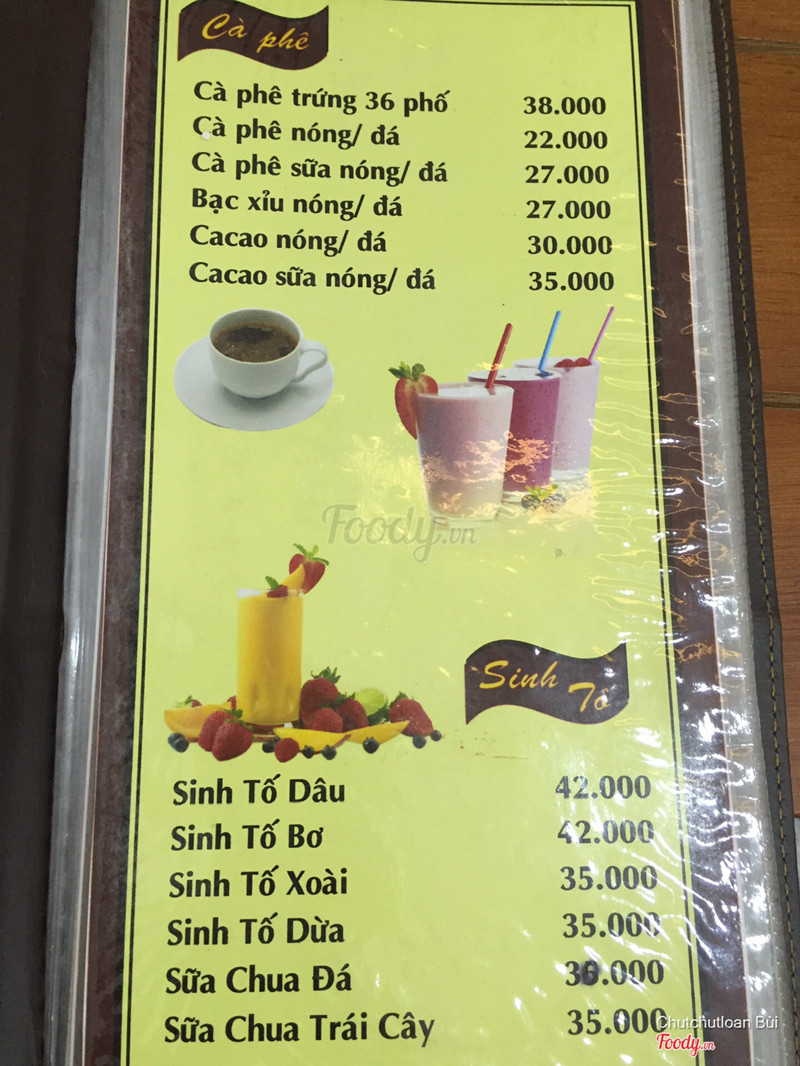 Cà phê
Cà phê trứng 36 phố 38.000
Cà phê nóng/ đá 22.000
Cà phê sữa nóng/ đá 27.000
Bạc xỉu nóng/ đá 27.000
Cacao nóng/ đá 30.000
Cacao sữa nóng/ đá 35.000
Foody.vn
Sinh Tố
Sinh Tố Dâu 42.000
Sinh Tố Bơ 42.000
Sinh Tố Xoài 35.000
Sinh Tố Dừa 35.000
Sữa Chua Đá
Sữa Chua Trái Cây 35.000
Chutchutloan Bùi
Foody.vn